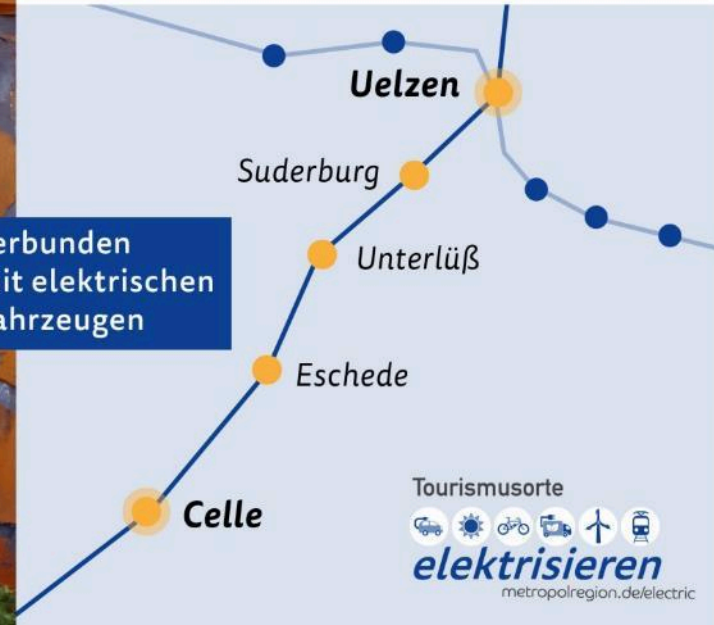 Uelzen
Suderburg
erbunden
it elektrischen
ahrzeugen
Unterlüß
Eschede
Celle
Tourismusorte
elektrisieren
metropolregion.de/electric